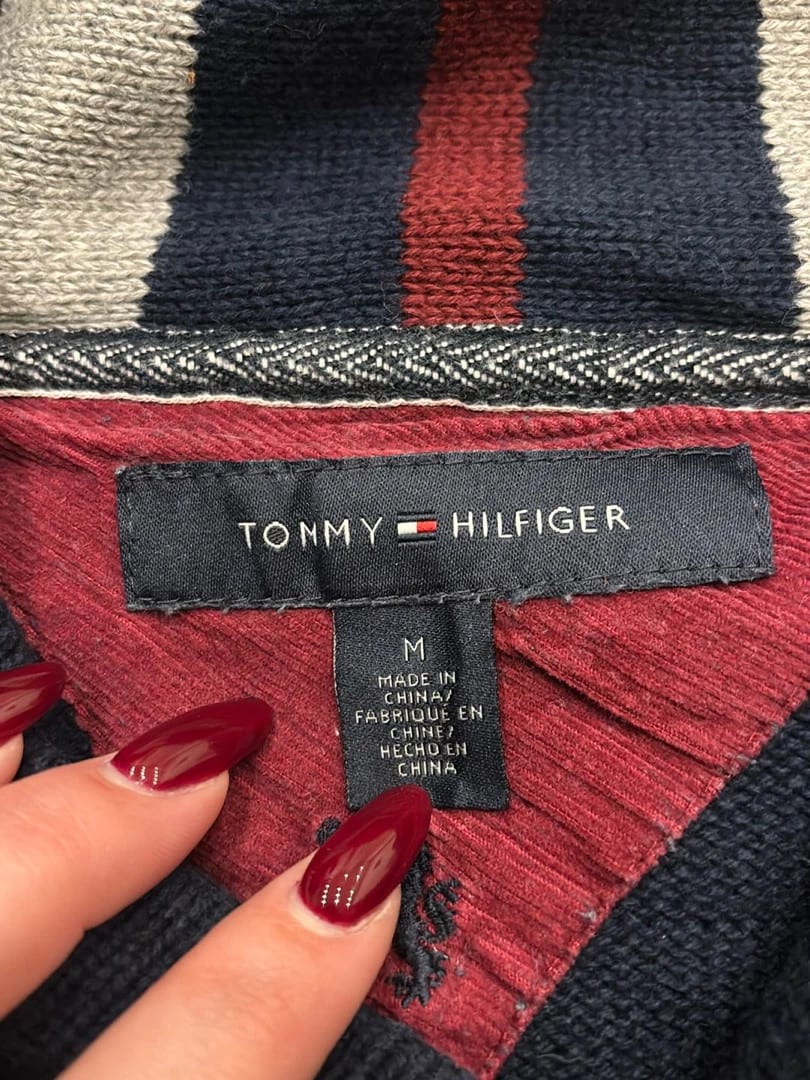 TOMMY HILFIGER
M
MADE IN
CHINA/
FABRIQUÉ EN
CHINE/
HECHO EN
CHINA